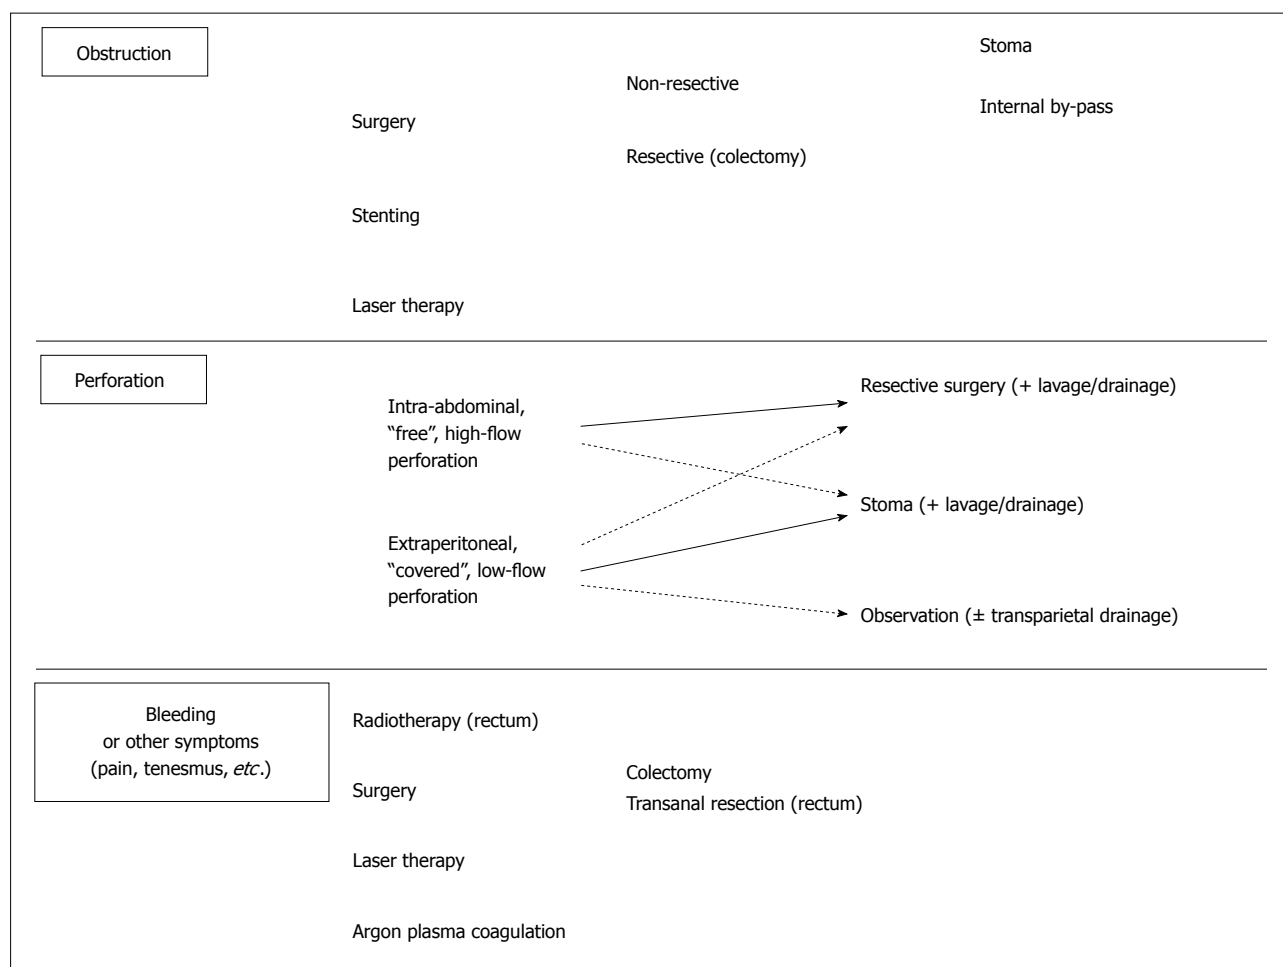 Obstruction
Stoma
Non-resective
Internal by-pass
Surgery
Resective (colectomy)
Stenting
Laser therapy
Perforation
Intra-abdominal,
“free”, high-flow
perforation
Resective surgery (+ lavage/drainage)
Stoma (+ lavage/drainage)
Extraperitoneal,
“covered”, low-flow
perforation
Observation (± transparietal drainage)
Bleeding
or other symptoms
(pain, tenesmus, etc.)
Radiotherapy (rectum)
Surgery
Colectomy
Transanal resection (rectum)
Laser therapy
Argon plasma coagulation